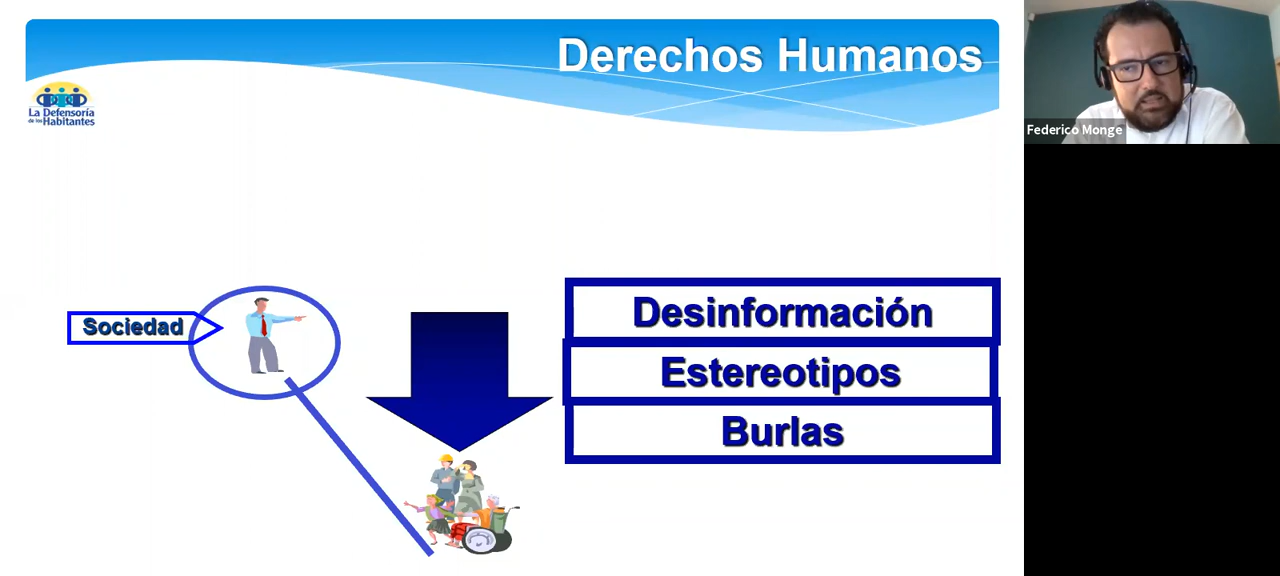 Derechos Humanos
La Defensoría
de los Habitantes
Federico Monge
Sociedad
Desinformación
Estereotipos
Burlas